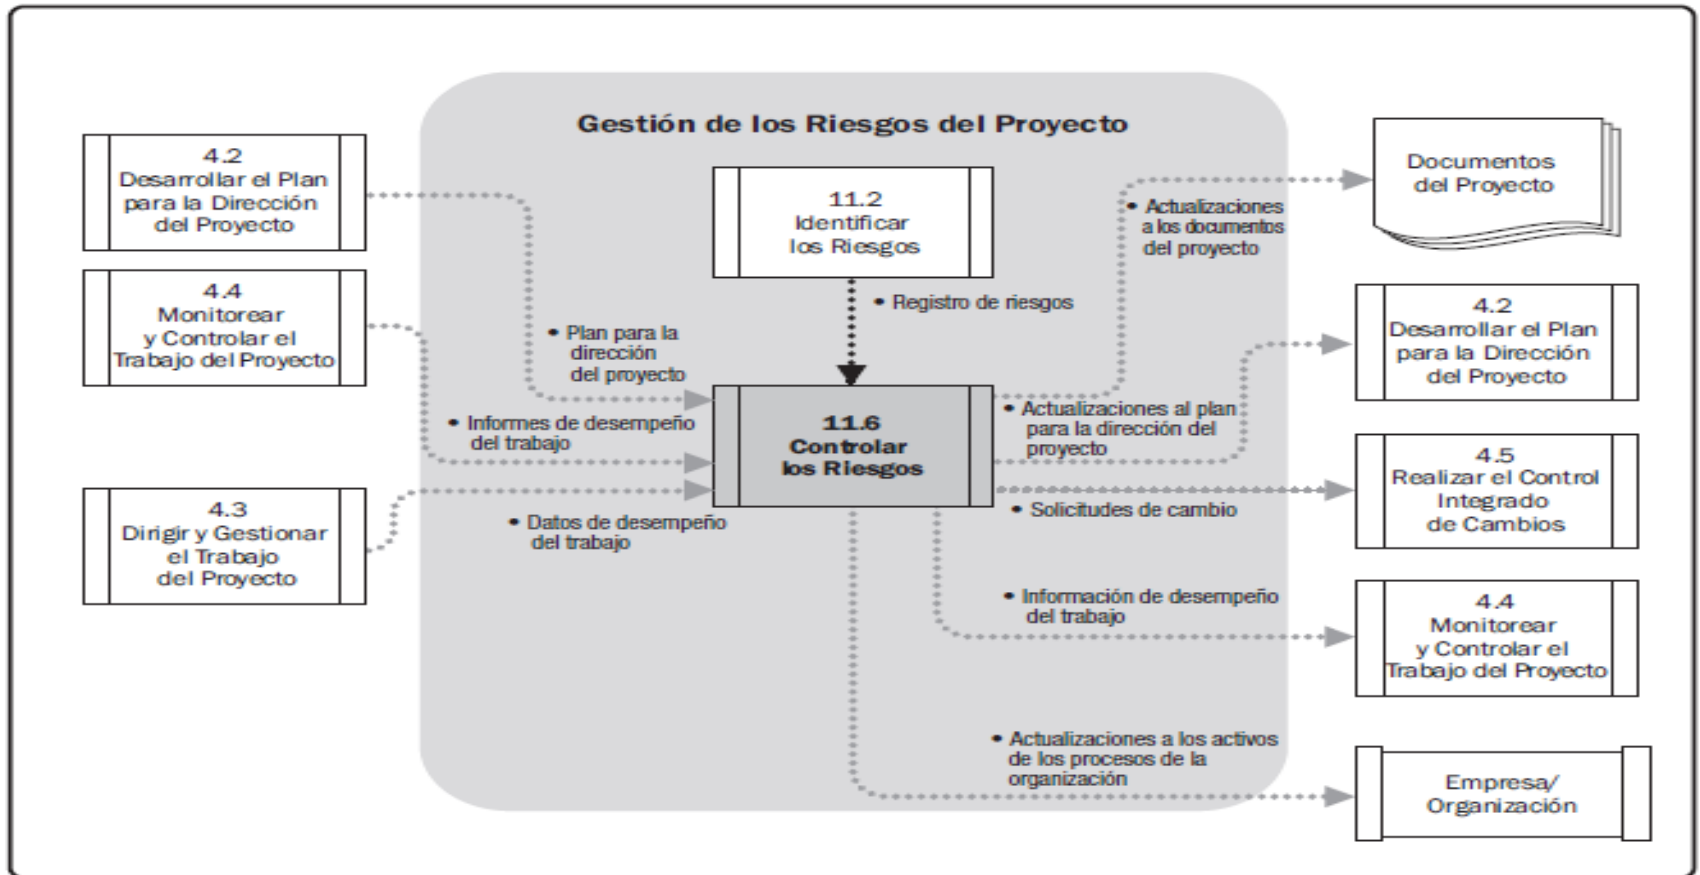 Gestión de los Riesgos del Proyecto
4.2
Desarrollar el Plan
para la Dirección
del Proyecto
4.4
Monitorear
y Controlar el
Trabajo del Proyecto
4.3
Dirigir y Gestionar
el Trabajo
del Proyecto
11.2
Identificar
los Riesgos
• Registro de riesgos
• Plan para la
dirección
del proyecto
• Informes de desempeño
del trabajo
• Datos de desempeño
del trabajo
11.6
Controlar
los Riesgos
• Actualizaciones
a los documentos
del proyecto
• Actualizaciones al plan
para la dirección del
proyecto
• Solicitudes de cambio
• Información de desempeño
del trabajo
• Actualizaciones a los activos
de los procesos de la
organización
Documentos
del Proyecto
4.2
Desarrollar el Plan
para la Dirección
del Proyecto
4.5
Realizar el Control
Integrado
de Cambios
4.4
Monitorear
y Controlar el
Trabajo del Proyecto
Empresa/
Organización